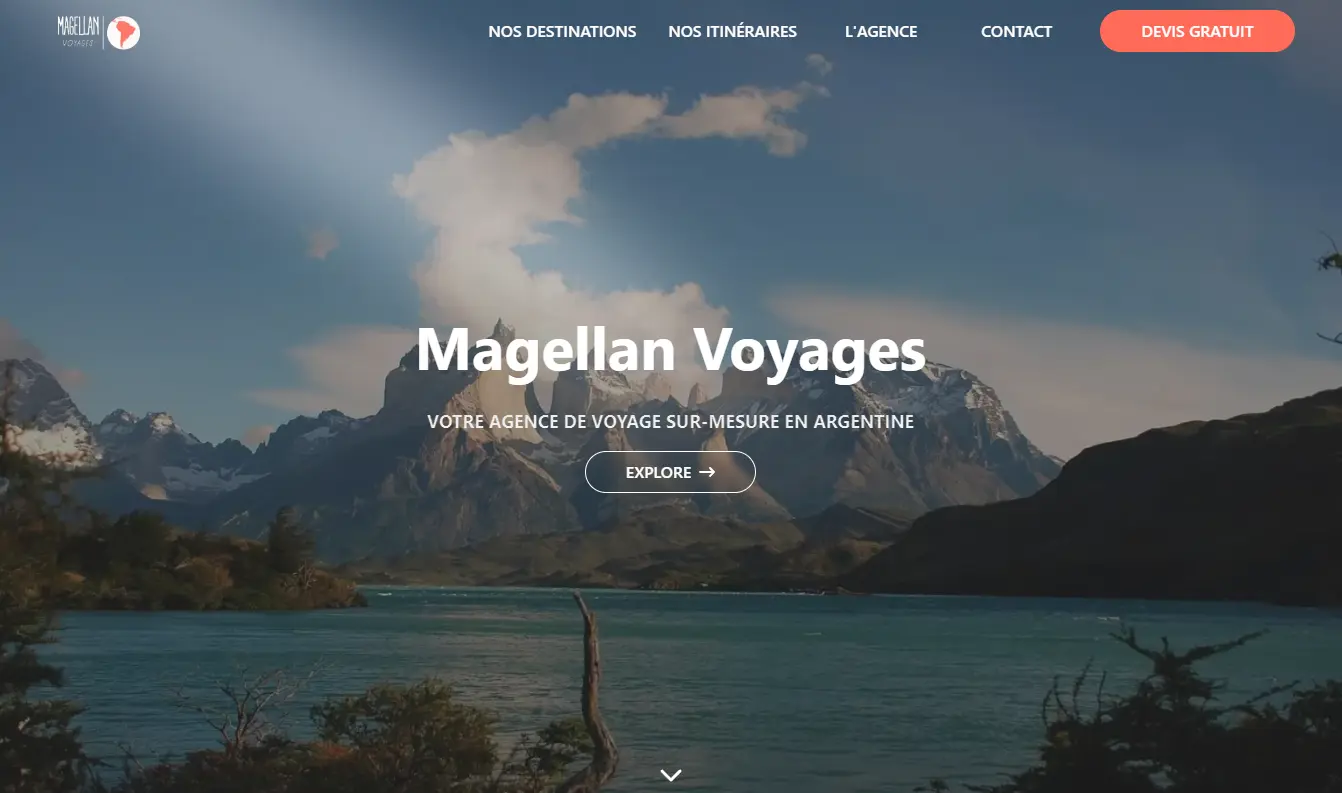 MAGELLAN
VOYAGES
NOS DESTINATIONS
NOS ITINÉRAIRES
L'AGENCE
CONTACT
DEVIS GRATUIT
Magellan Voyages
VOTRE AGENCE DE VOYAGE SUR-MESURE EN ARGENTINE
EXPLORE →